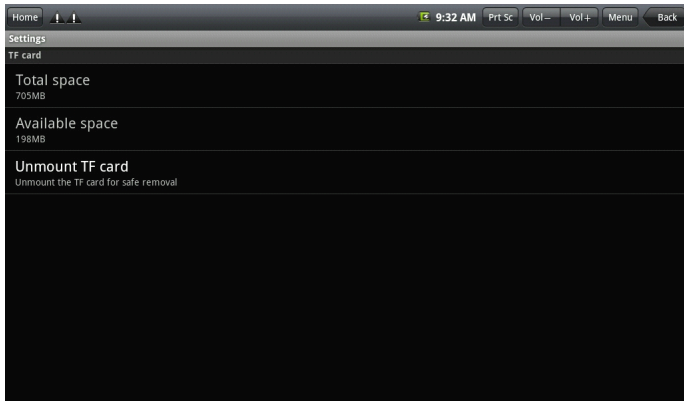 Home 9:32 AM Prt Sc Vol− Vol+ Menu Back
Settings
TF card
Total space
705MB
Available space
198MB
Unmount TF card
Unmount the TF card for safe removal